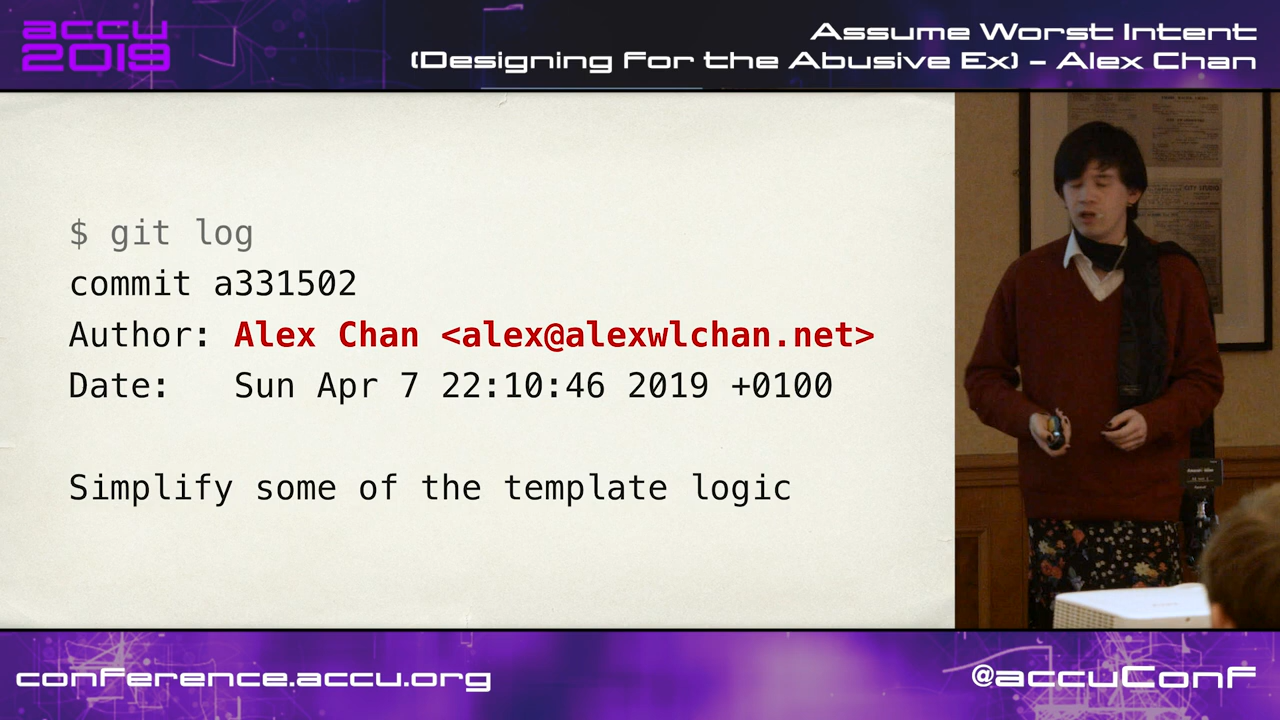 accu
2019
Assume Worst Intent
(Designing For the Abusive Ex) - Alex Chan
$ git log
commit a331502
Author: Alex Chan <alex@alexwlchan.net>
Date:   Sun Apr 7 22:10:46 2019 +0100
Simplify some of the template logic
CITY STUDIO
conference.accu.org
@accuConf